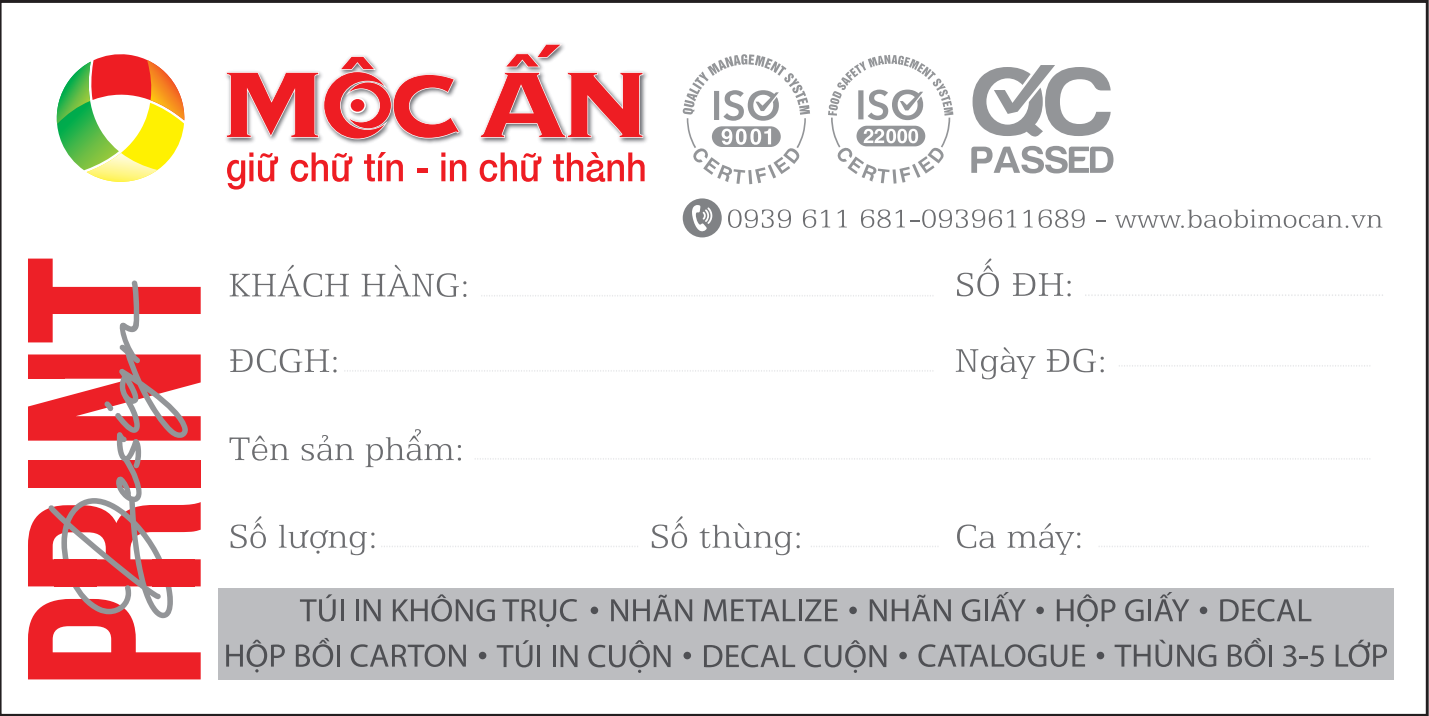 MỘC ẤN
giữ chữ tín - in chữ thành
QUALITY MANAGEMENT SYSTEM
ISO
9001
CERTIFIED
FOOD SAFETY MANAGEMENT SYSTEM
ISO
22000
CERTIFIED
QC
PASSED
0939 611 681-0939611689 - www.baobimocan.vn
PRINT
Design
KHÁCH HÀNG:
SỐ ĐH:
ĐCGH:
Ngày ĐG:
Tên sản phẩm:
Số lượng:
Số thùng:
Ca máy:
TÚI IN KHÔNG TRỤC • NHÃN METALIZE • NHÃN GIẤY • HỘP GIẤY • DECAL
HỘP BỒI CARTON • TÚI IN CUỘN • DECAL CUỘN • CATALOGUE • THÙNG BỒI 3-5 LỚP